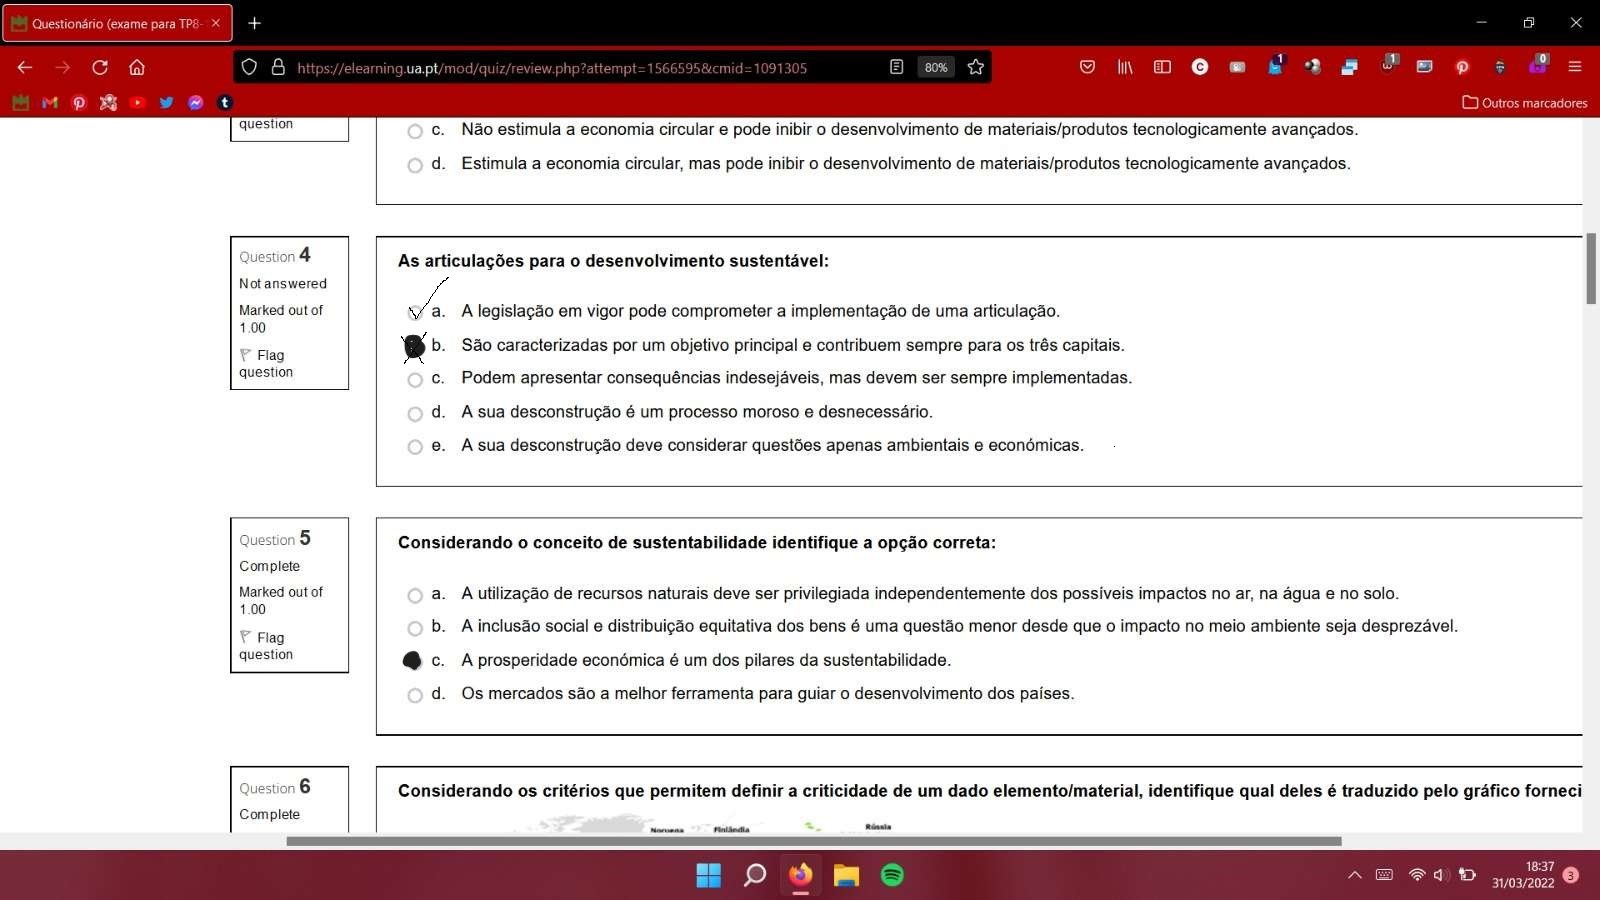 Questionário (exame para TP8-
https://elearning.ua.pt/mod/quiz/review.php?attempt=1566595&cmid=1091305
80%
1
1
0
Outros marcadores
question
c. Não estimula a economia circular e pode inibir o desenvolvimento de materiais/produtos tecnologicamente avançados.
d. Estimula a economia circular, mas pode inibir o desenvolvimento de materiais/produtos tecnologicamente avançados.
Question 4
Not answered
Marked out of
1.00
Flag
question
As articulações para o desenvolvimento sustentável:
a. A legislação em vigor pode comprometer a implementação de uma articulação.
b. São caracterizadas por um objetivo principal e contribuem sempre para os três capitais.
c. Podem apresentar consequências indesejáveis, mas devem ser sempre implementadas.
d. A sua desconstrução é um processo moroso e desnecessário.
e. A sua desconstrução deve considerar questões apenas ambientais e económicas.
Question 5
Complete
Marked out of
1.00
Flag
question
Considerando o conceito de sustentabilidade identifique a opção correta:
a. A utilização de recursos naturais deve ser privilegiada independentemente dos possíveis impactos no ar, na água e no solo.
b. A inclusão social e distribuição equitativa dos bens é uma questão menor desde que o impacto no meio ambiente seja desprezável.
c. A prosperidade económica é um dos pilares da sustentabilidade.
d. Os mercados são a melhor ferramenta para guiar o desenvolvimento dos países.
Question 6
Complete
Considerando os critérios que permitem definir a criticidade de um dado elemento/material, identifique qual deles é traduzido pelo gráfico forneci
Noruega
Finlândia
Rússia
18:37
31/03/2022
3